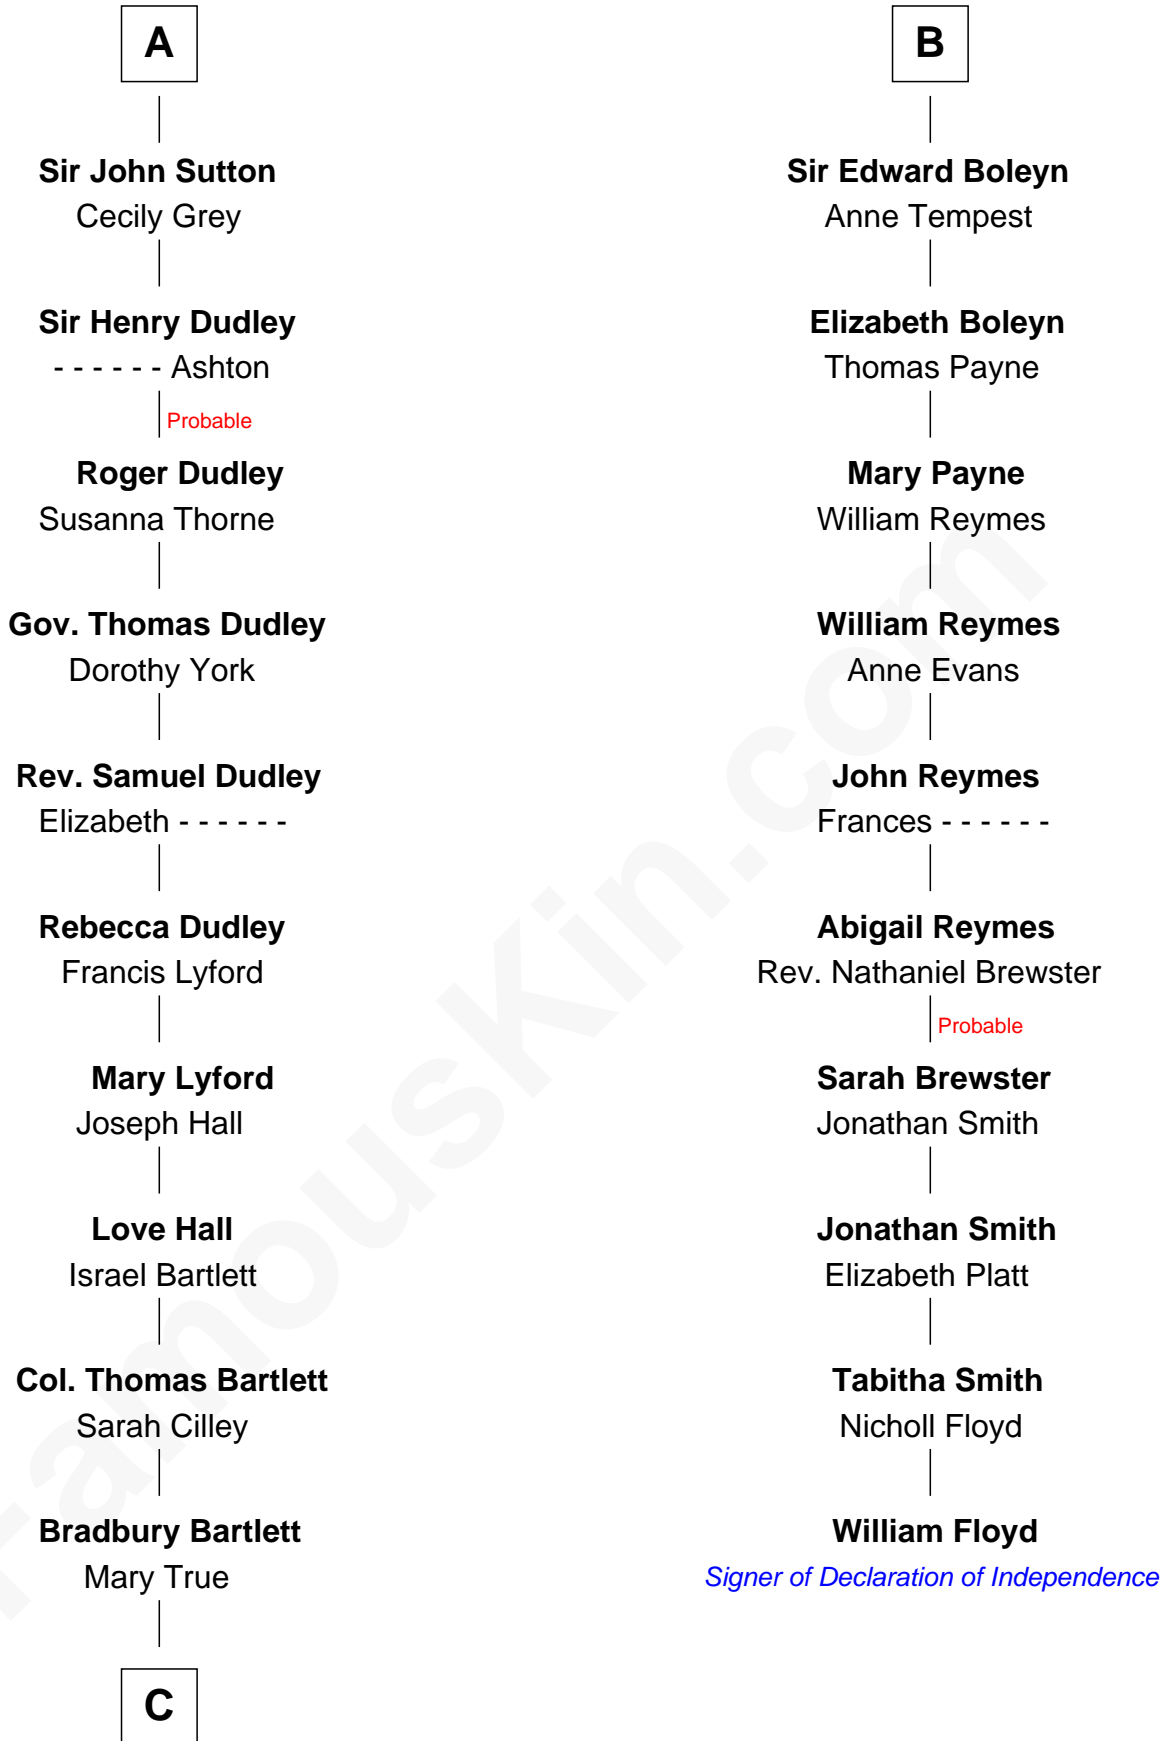 A
Sir John Sutton
Cecily Grey
Sir Henry Dudley
- - - - - - Ashton
Probable
Roger Dudley
Susanna Thorne
Gov. Thomas Dudley
Dorothy York
Rev. Samuel Dudley
Elizabeth - - - - - -
Rebecca Dudley
Francis Lyford
Mary Lyford
Joseph Hall
Love Hall
Israel Bartlett
Col. Thomas Bartlett
Sarah Cilley
Bradbury Bartlett
Mary True
C
B
Sir Edward Boleyn
Anne Tempest
Elizabeth Boleyn
Thomas Payne
Mary Payne
William Reymes
William Reymes
Anne Evans
John Reymes
Frances - - - - - -
Abigail Reymes
Rev. Nathaniel Brewster
Probable
Sarah Brewster
Jonathan Smith
Jonathan Smith
Elizabeth Platt
Tabitha Smith
Nicholl Floyd
William Floyd
Signer of Declaration of Independence
FamousKin.com